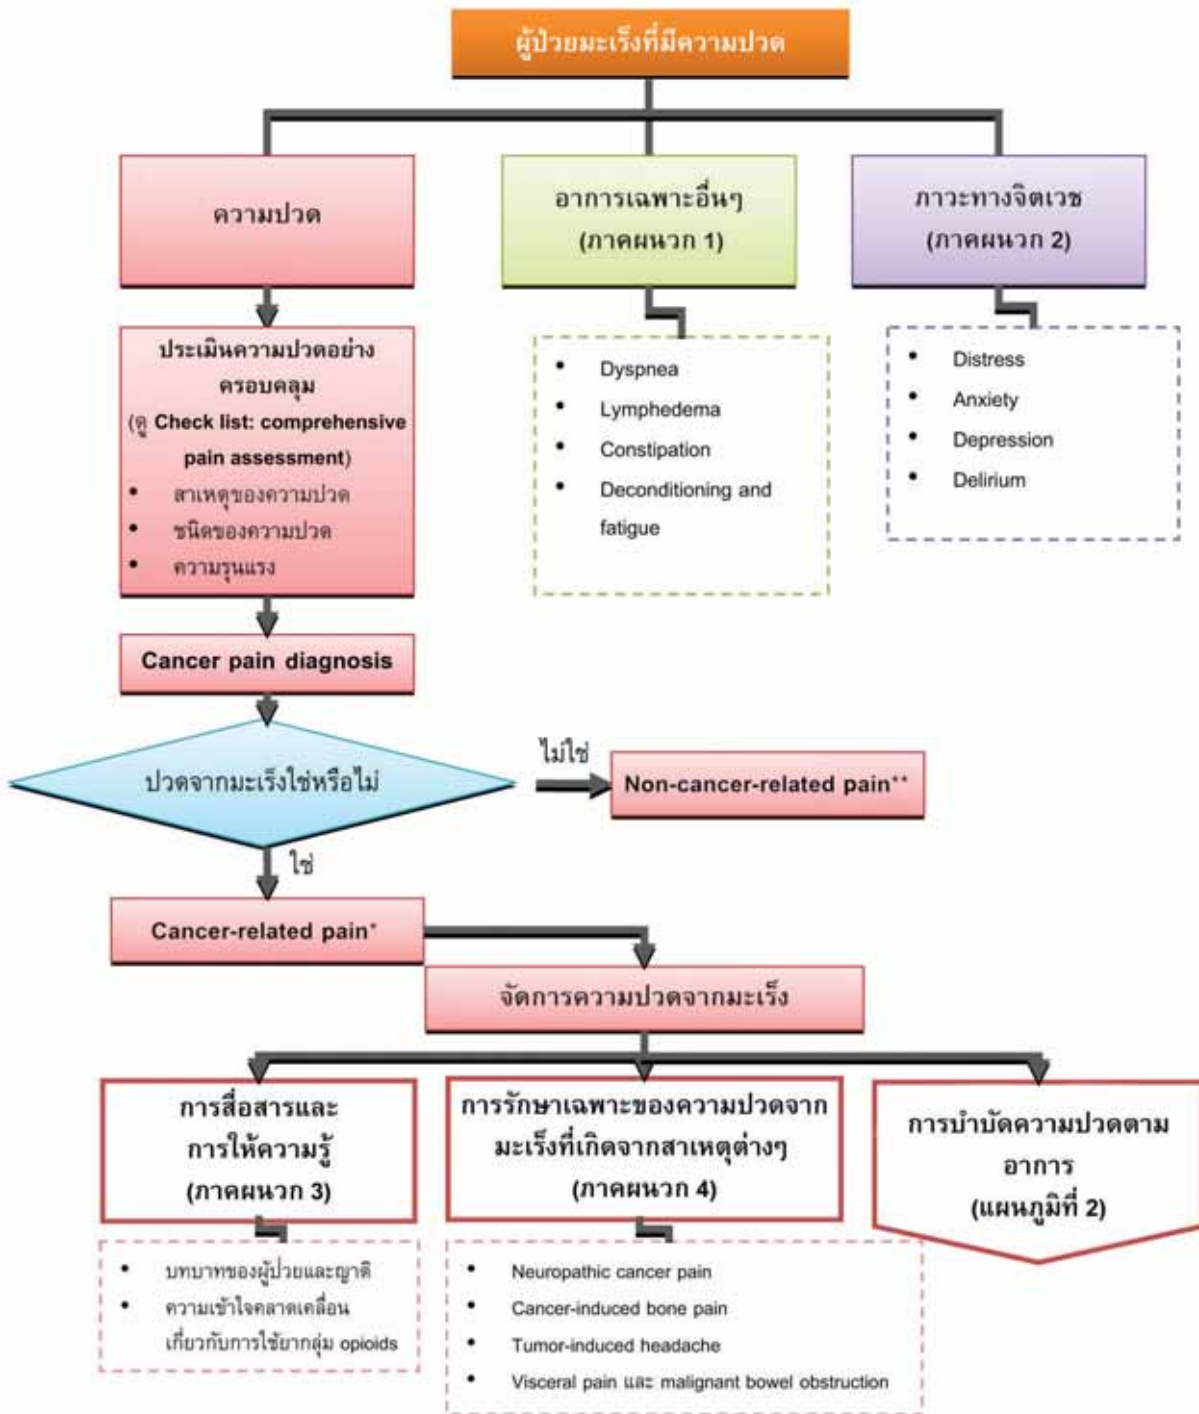 ผู้ป่วยมะเร็งที่มีความปวด
ความปวด
อาการเฉพาะอื่นๆ
(ภาคผนวก 1)
ภาวะทางจิตเวช
(ภาคผนวก 2)
ประเมินความปวดอย่าง
ครอบคลุม
(ดู Check list: comprehensive
pain assessment)
• สาเหตุของความปวด
• ชนิดของความปวด
• ความรุนแรง
• Dyspnea
• Lymphedema
• Constipation
• Deconditioning and
fatigue
• Distress
• Anxiety
• Depression
• Delirium
Cancer pain diagnosis
ปวดจากมะเร็งใช่หรือไม่
ไม่ใช่
Non-cancer-related pain**
ใช่
Cancer-related pain*
จัดการความปวดจากมะเร็ง
การสื่อสารและ
การให้ความรู้
(ภาคผนวก 3)
การรักษาเฉพาะของความปวดจาก
มะเร็งที่เกิดจากสาเหตุต่างๆ
(ภาคผนวก 4)
การบำบัดความปวดตาม
อาการ
(แผนภูมิที่ 2)
• บทบาทของผู้ป่วยและญาติ
• ความเข้าใจคลาดเคลื่อน
เกี่ยวกับการใช้ยากลุ่ม opioids
• Neuropathic cancer pain
• Cancer-induced bone pain
• Tumor-induced headache
• Visceral pain และ malignant bowel obstruction